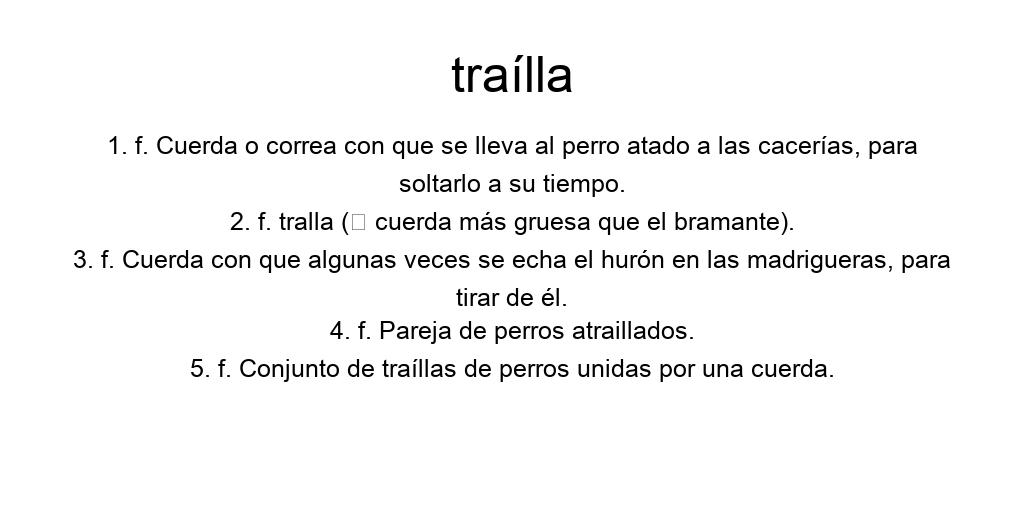 traílla
1. f. Cuerda o correa con que se lleva al perro atado a las cacerías, para
soltarlo a su tiempo.
2. f. tralla (□ cuerda más gruesa que el bramante).
3. f. Cuerda con que algunas veces se echa el hurón en las madrigueras, para
tirar de él.
4. f. Pareja de perros atraillados.
5. f. Conjunto de traíllas de perros unidas por una cuerda.